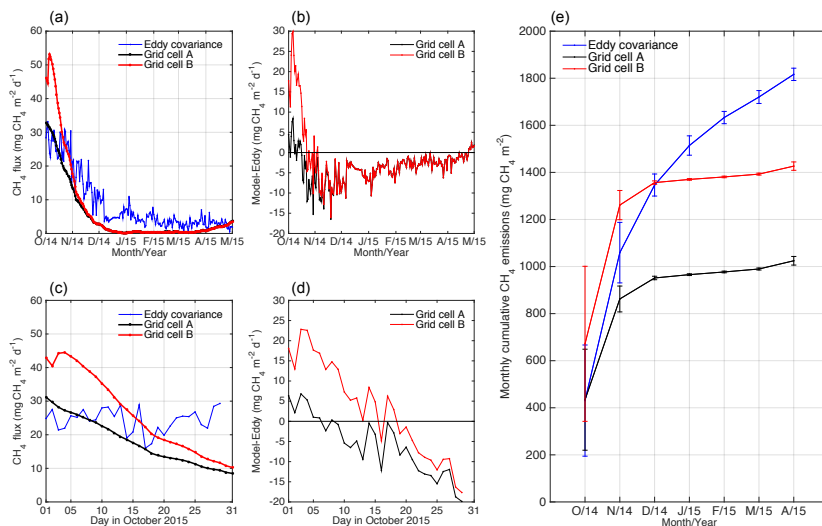 (a)
CH4 flux (mg CH4 m-2 d-1)
60
50
40
30
20
10
0
Eddy covariance
Grid cell A
Grid cell B
O/14 N/14 D/14 J/15 F/15 M/15 A/15 M/15
Month/Year
(b)
Model-Eddy (mg CH4 m-2 d-1)
30
25
20
15
10
5
0
-5
-10
-15
-20
Grid cell A
Grid cell B
O/14 N/14 D/14 J/15 F/15 M/15 A/15 M/15
Month/Year
(c)
CH4 flux (mg CH4 m-2 d-1)
60
50
40
30
20
10
0
Eddy covariance
Grid cell A
Grid cell B
01 05 10 15 20 25 31
Day in October 2015
(d)
Model-Eddy (mg CH4 m-2 d-1)
30
25
20
15
10
5
0
-5
-10
-15
-20
Grid cell A
Grid cell B
01 05 10 15 20 25 31
Day in October 2015
(e)
Monthly cumulative CH4 emissions (mg CH4 m-2)
2000
1800
1600
1400
1200
1000
800
600
400
200
0
Eddy covariance
Grid cell A
Grid cell B
O/14 N/14 D/14 J/15 F/15 M/15 A/15
Month/Year